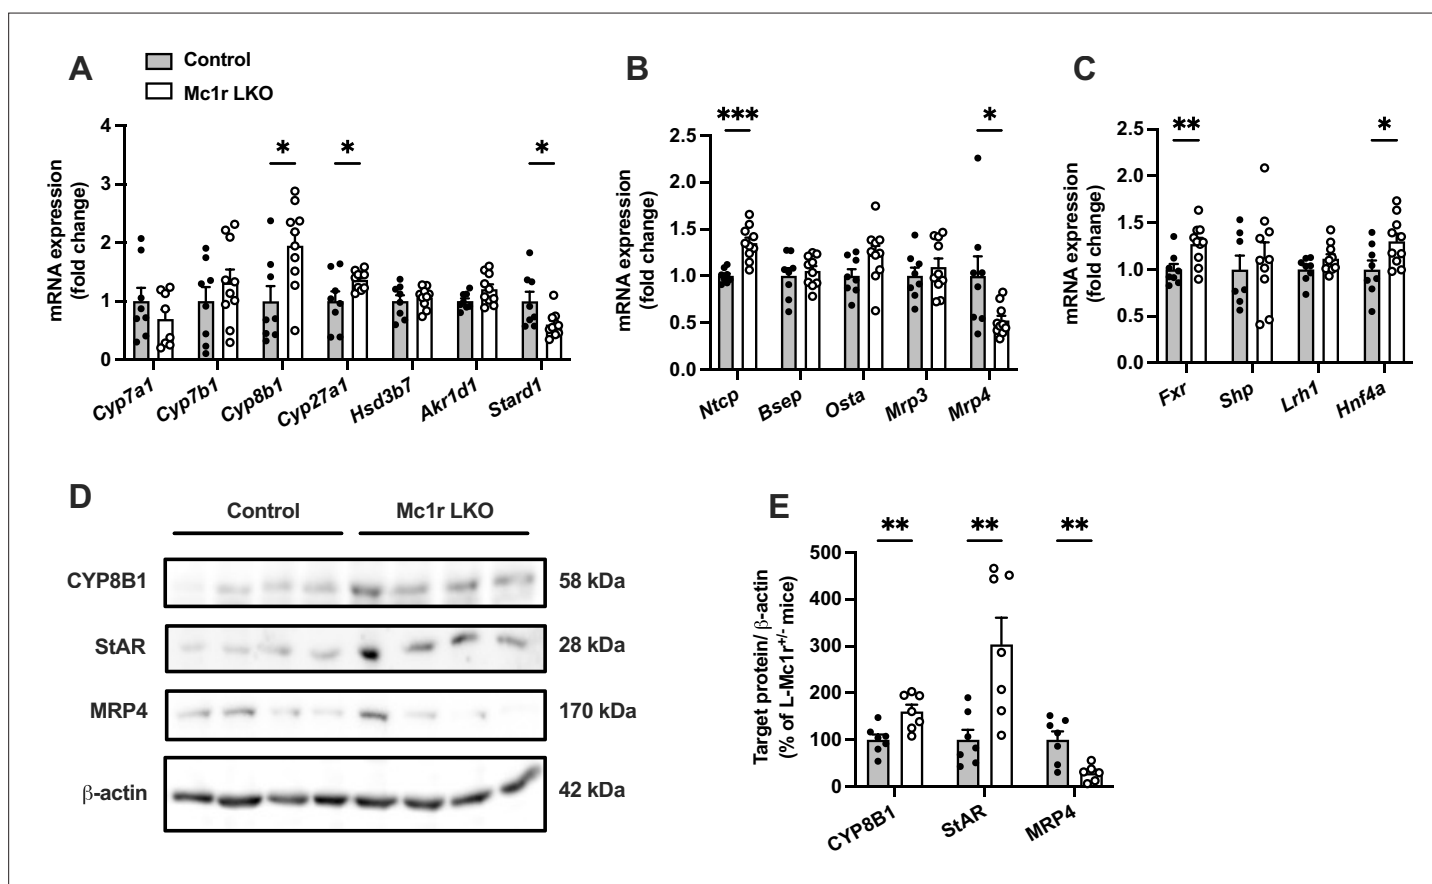 A
Control
Mc1r LKO
mRNA expression
(fold change)
4
3
2
1
0
*
*
*
Cyp7a1
Cyp7b1
Cyp8b1
Cyp27a1
Hsd3b7
Akr1d1
Stard1
B
mRNA expression
(fold change)
2.5
2.0
1.5
1.0
0.5
0.0
***
*
Ntcp
Bsep
Osta
Mrp3
Mrp4
C
mRNA expression
(fold change)
2.5
2.0
1.5
1.0
0.5
0.0
**
*
Fxr
Shp
Lrh1
Hnf4a
D
Control
Mc1r LKO
CYP8B1
58 kDa
StAR
28 kDa
MRP4
170 kDa
β-actin
42 kDa
E
Target protein/ β-actin
(% of L-Mc1r+/- mice)
500
400
300
200
100
0
**
**
**
CYP8B1
StAR
MRP4